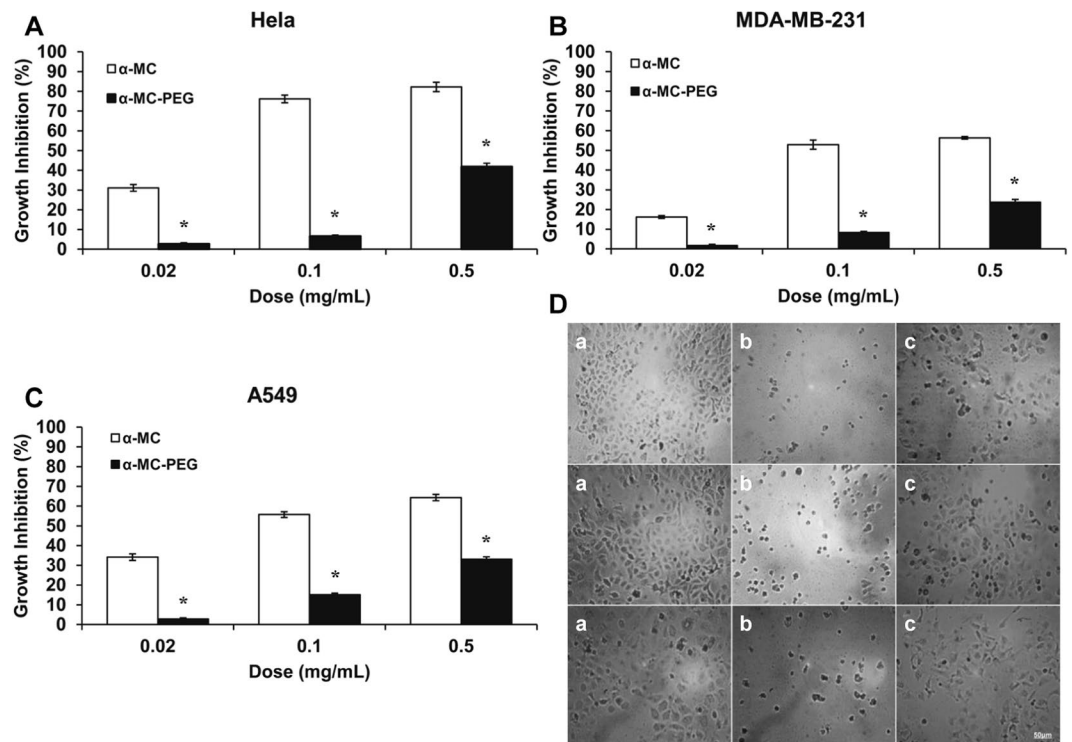 A
Hela
Growth Inhibition (%)
100
90
80
70
60
50
40
30
20
10
0
α-MC
α-MC-PEG
*
*
*
0.02 0.1 0.5
Dose (mg/mL)
B
MDA-MB-231
Growth Inhibition (%)
100
90
80
70
60
50
40
30
20
10
0
α-MC
α-MC-PEG
*
*
*
0.02 0.1 0.5
Dose (mg/mL)
C
A549
Growth Inhibition (%)
100
90
80
70
60
50
40
30
20
10
0
α-MC
α-MC-PEG
*
*
*
0.02 0.1 0.5
Dose (mg/mL)
D
a b c
a b c
a b c
50μm